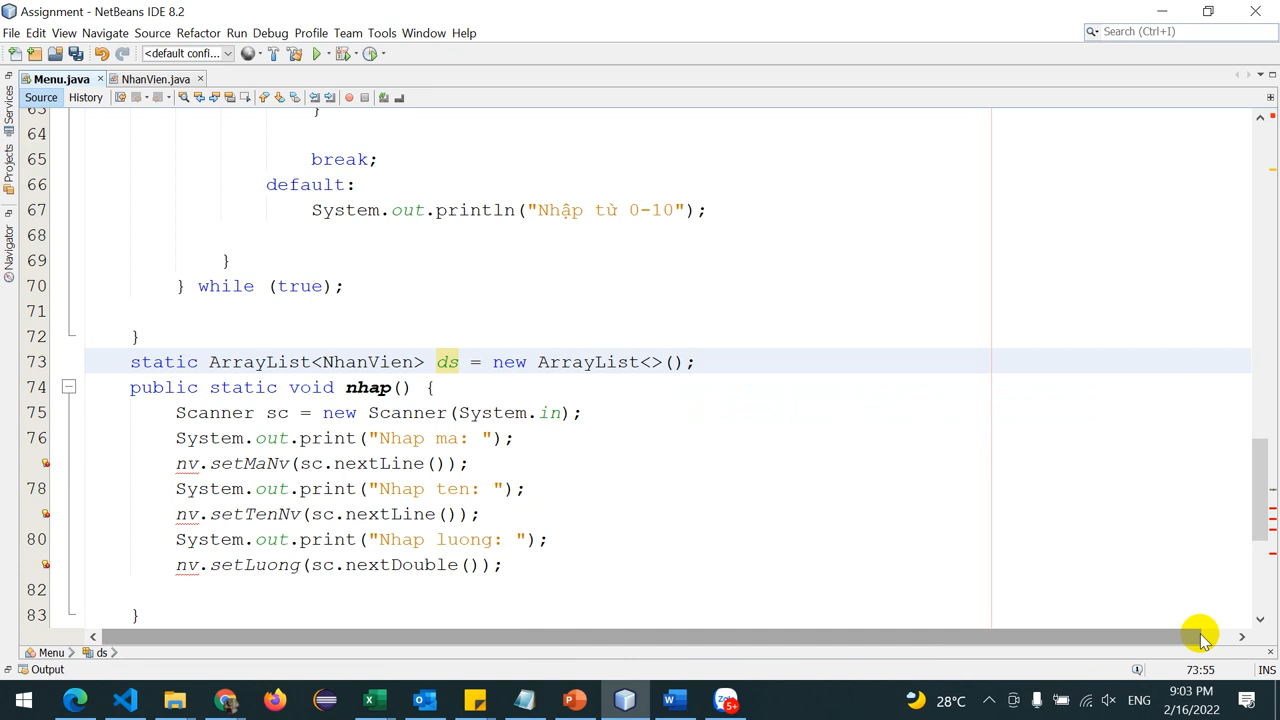 Assignment - NetBeans IDE 8.2
File Edit View Navigate Source Refactor Run Debug Profile Team Tools Window Help
Search (Ctrl+I)
<default confi...
Menu.java NhanVien.java
Source History
63 }
64
65 break;
66 default:
67 System.out.println("Nhập từ 0-10");
68
69 }
70 } while (true);
71
72 }
73 static ArrayList<NhanVien> ds = new ArrayList<>();
74 public static void nhap() {
75 Scanner sc = new Scanner(System.in);
76 System.out.print("Nhap ma: ");
nv.setMaNv(sc.nextLine());
78 System.out.print("Nhap ten: ");
nv.setTenNv(sc.nextLine());
80 System.out.print("Nhap luong: ");
nv.setLuong(sc.nextDouble());
82
83 }
Services
Projects
Navigator
Menu ds
Output
73:55 INS
5+
28°C ENG 9:03 PM
2/16/2022